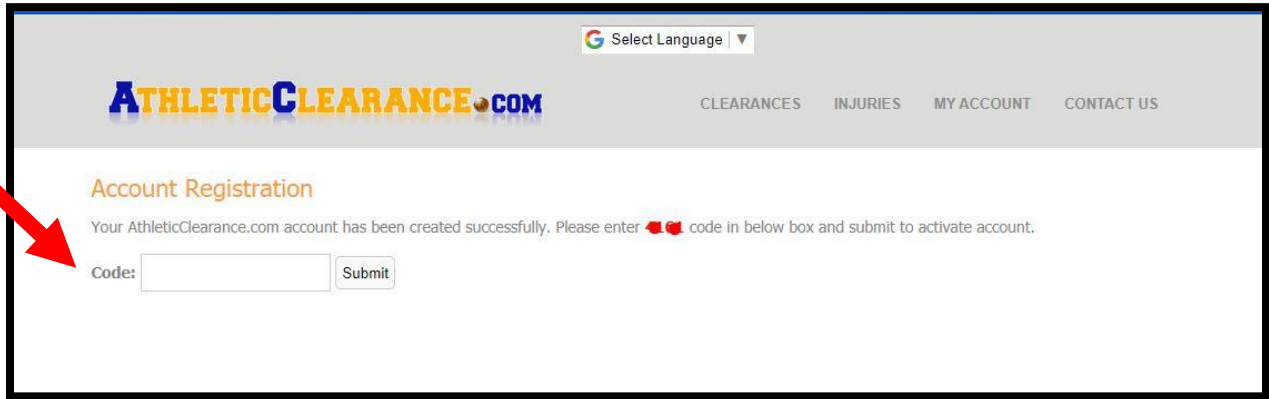 Select Language ▼
ATHLETICCLEARANCE.COM
CLEARANCES INJURIES MY ACCOUNT CONTACT US
Account Registration
Your AthleticClearance.com account has been created successfully. Please enter code in below box and submit to activate account.
Code: Submit